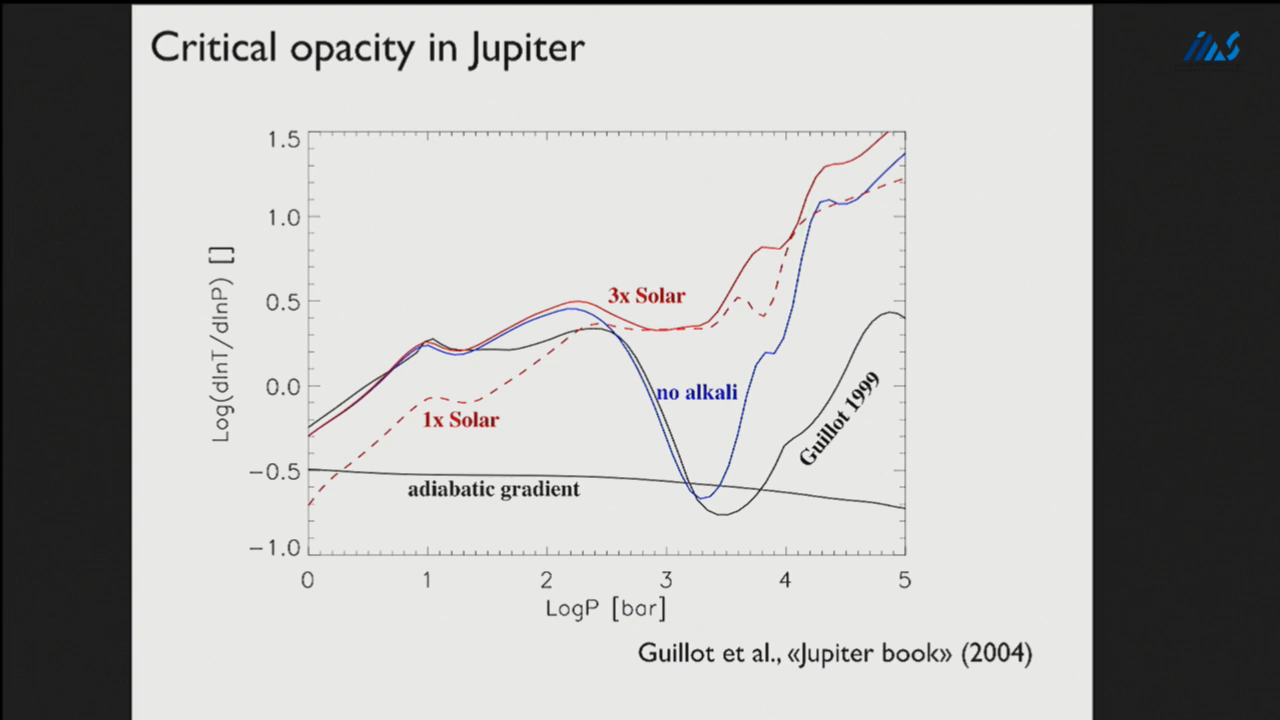 Critical opacity in Jupiter
1.5
1.0
0.5
0.0
−0.5
−1.0
Log(dlnT/dlnP) []
3x Solar
no alkali
1x Solar
Guillot 1999
adiabatic gradient
0 1 2 3 4 5
LogP [bar]
Guillot et al., «Jupiter book» (2004)